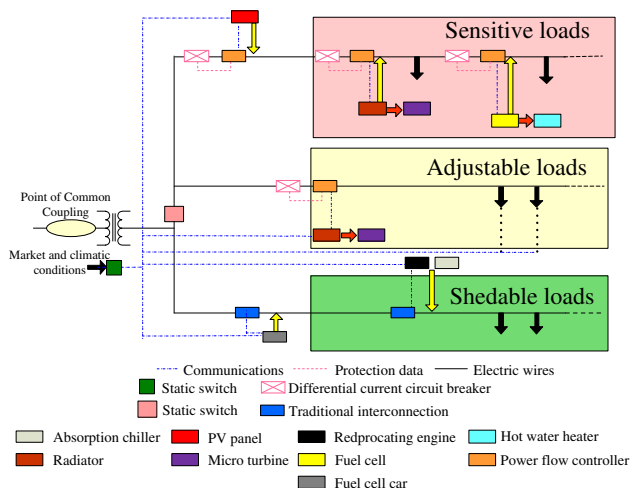 Sensitive loads
Adjustable loads
Point of Common
Coupling
Market and climatic
conditions
Shedable loads
Communications
Protection data
Electric wires
Static switch
Differential current circuit breaker
Static switch
Traditional interconnection
Absorption chiller
PV panel
Redprocating engine
Hot water heater
Radiator
Micro turbine
Fuel cell
Power flow controller
Fuel cell car